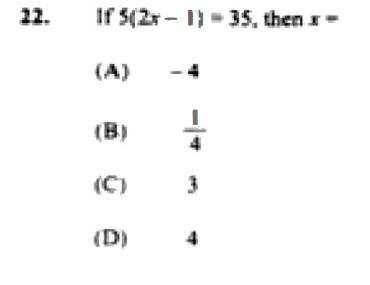 22. If 5(2x – 1) = 35, then x =
(A) – 4
(B) 1/4
(C) 3
(D) 4